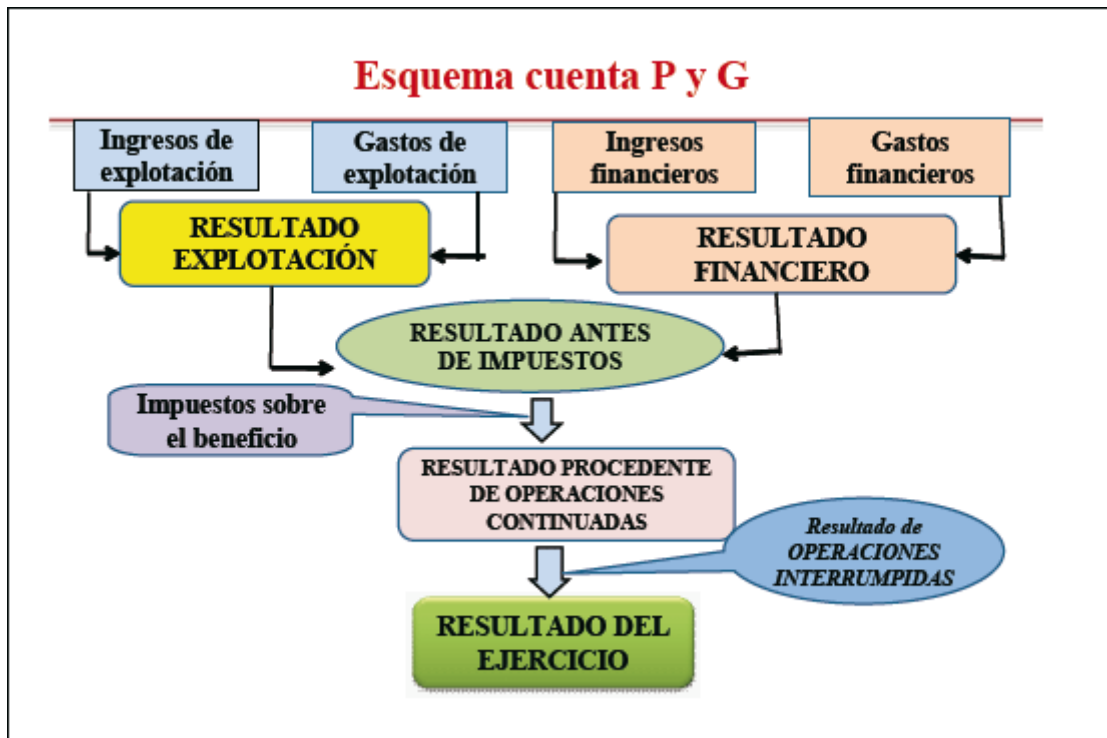 Esquema cuenta P y G
Ingresos de
explotación
Gastos de
explotación
Ingresos
financieros
Gastos
financieros
RESULTADO
EXPLOTACIÓN
RESULTADO
FINANCIERO
RESULTADO ANTES
DE IMPUESTOS
Impuestos sobre
el beneficio
RESULTADO PROCEDENTE
DE OPERACIONES
CONTINUADAS
Resultado de
OPERACIONES
INTERRUMPIDAS
RESULTADO DEL
EJERCICIO